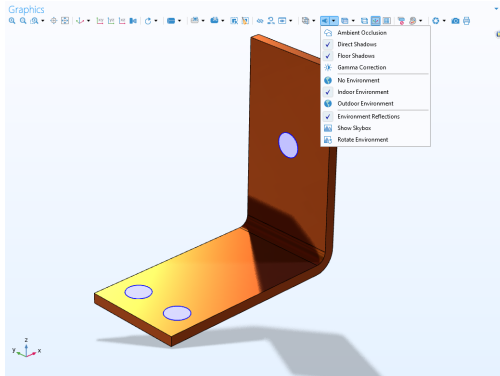 Graphics
Ambient Occlusion
Direct Shadows
Floor Shadows
Gamma Correction
No Environment
Indoor Environment
Outdoor Environment
Environment Reflections
Show Skybox
Rotate Environment
z
y
x